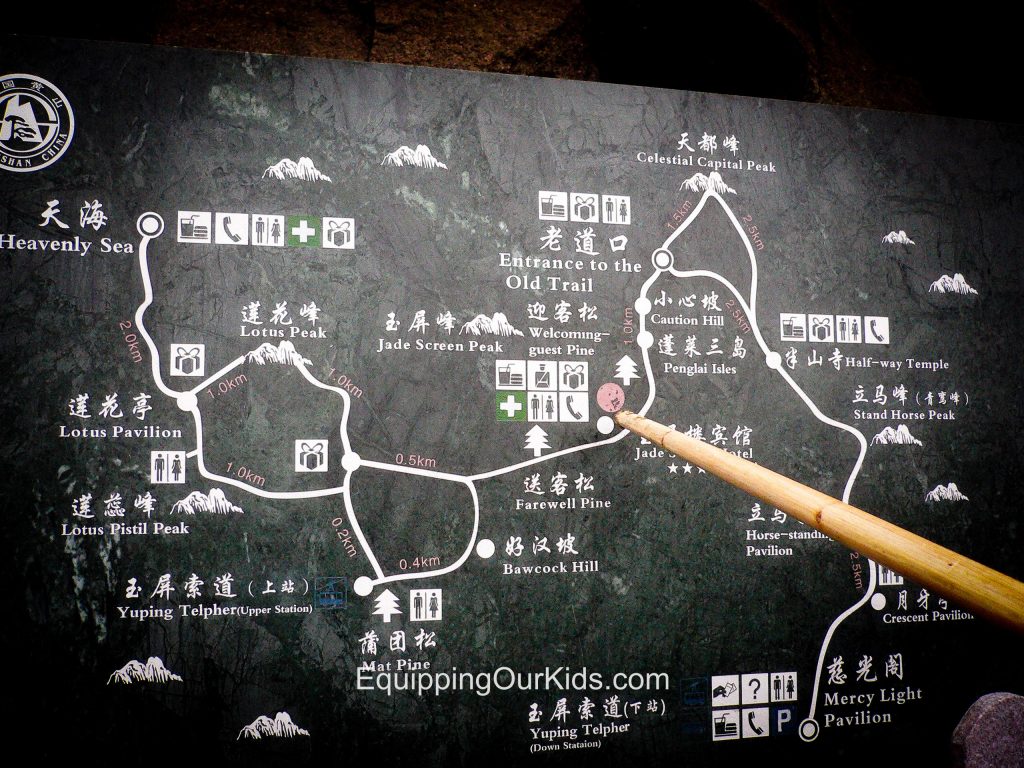 国黄山
SHAN CHINA
天都峰
Celestial Capital Peak
天海
Heavenly Sea
1.5km
2.5km
老道口
Entrance to the
Old Trail
小心坡
Caution Hill
2.5km
1.0km
蓬莱三岛
Penglai Isles
半山寺 Half-way Temple
莲花峰
Lotus Peak
玉屏峰
Jade Screen Peak
迎客松
Welcoming-
guest Pine
2.0km
1.0km
1.0km
立马峰(青鸾峰)
Stand Horse Peak
莲花亭
Lotus Pavilion
楼宾馆
Jade
★★
1.0km
0.5km
送客松
Farewell Pine
莲蕊峰
Lotus Pistil Peak
立马
Horse-standing
Pavilion
0.2km
0.4km
好汉坡
Bawcock Hill
2.5km
玉屏索道(上站)
Yuping Telpher(Upper Station)
月牙
Crescent Pavilion
蒲团松
Mat Pine
EquippingOurKids.com
慈光阁
Mercy Light
Pavilion
玉屏索道(下站)
Yuping Telpher
(Down Stataion)
?
P